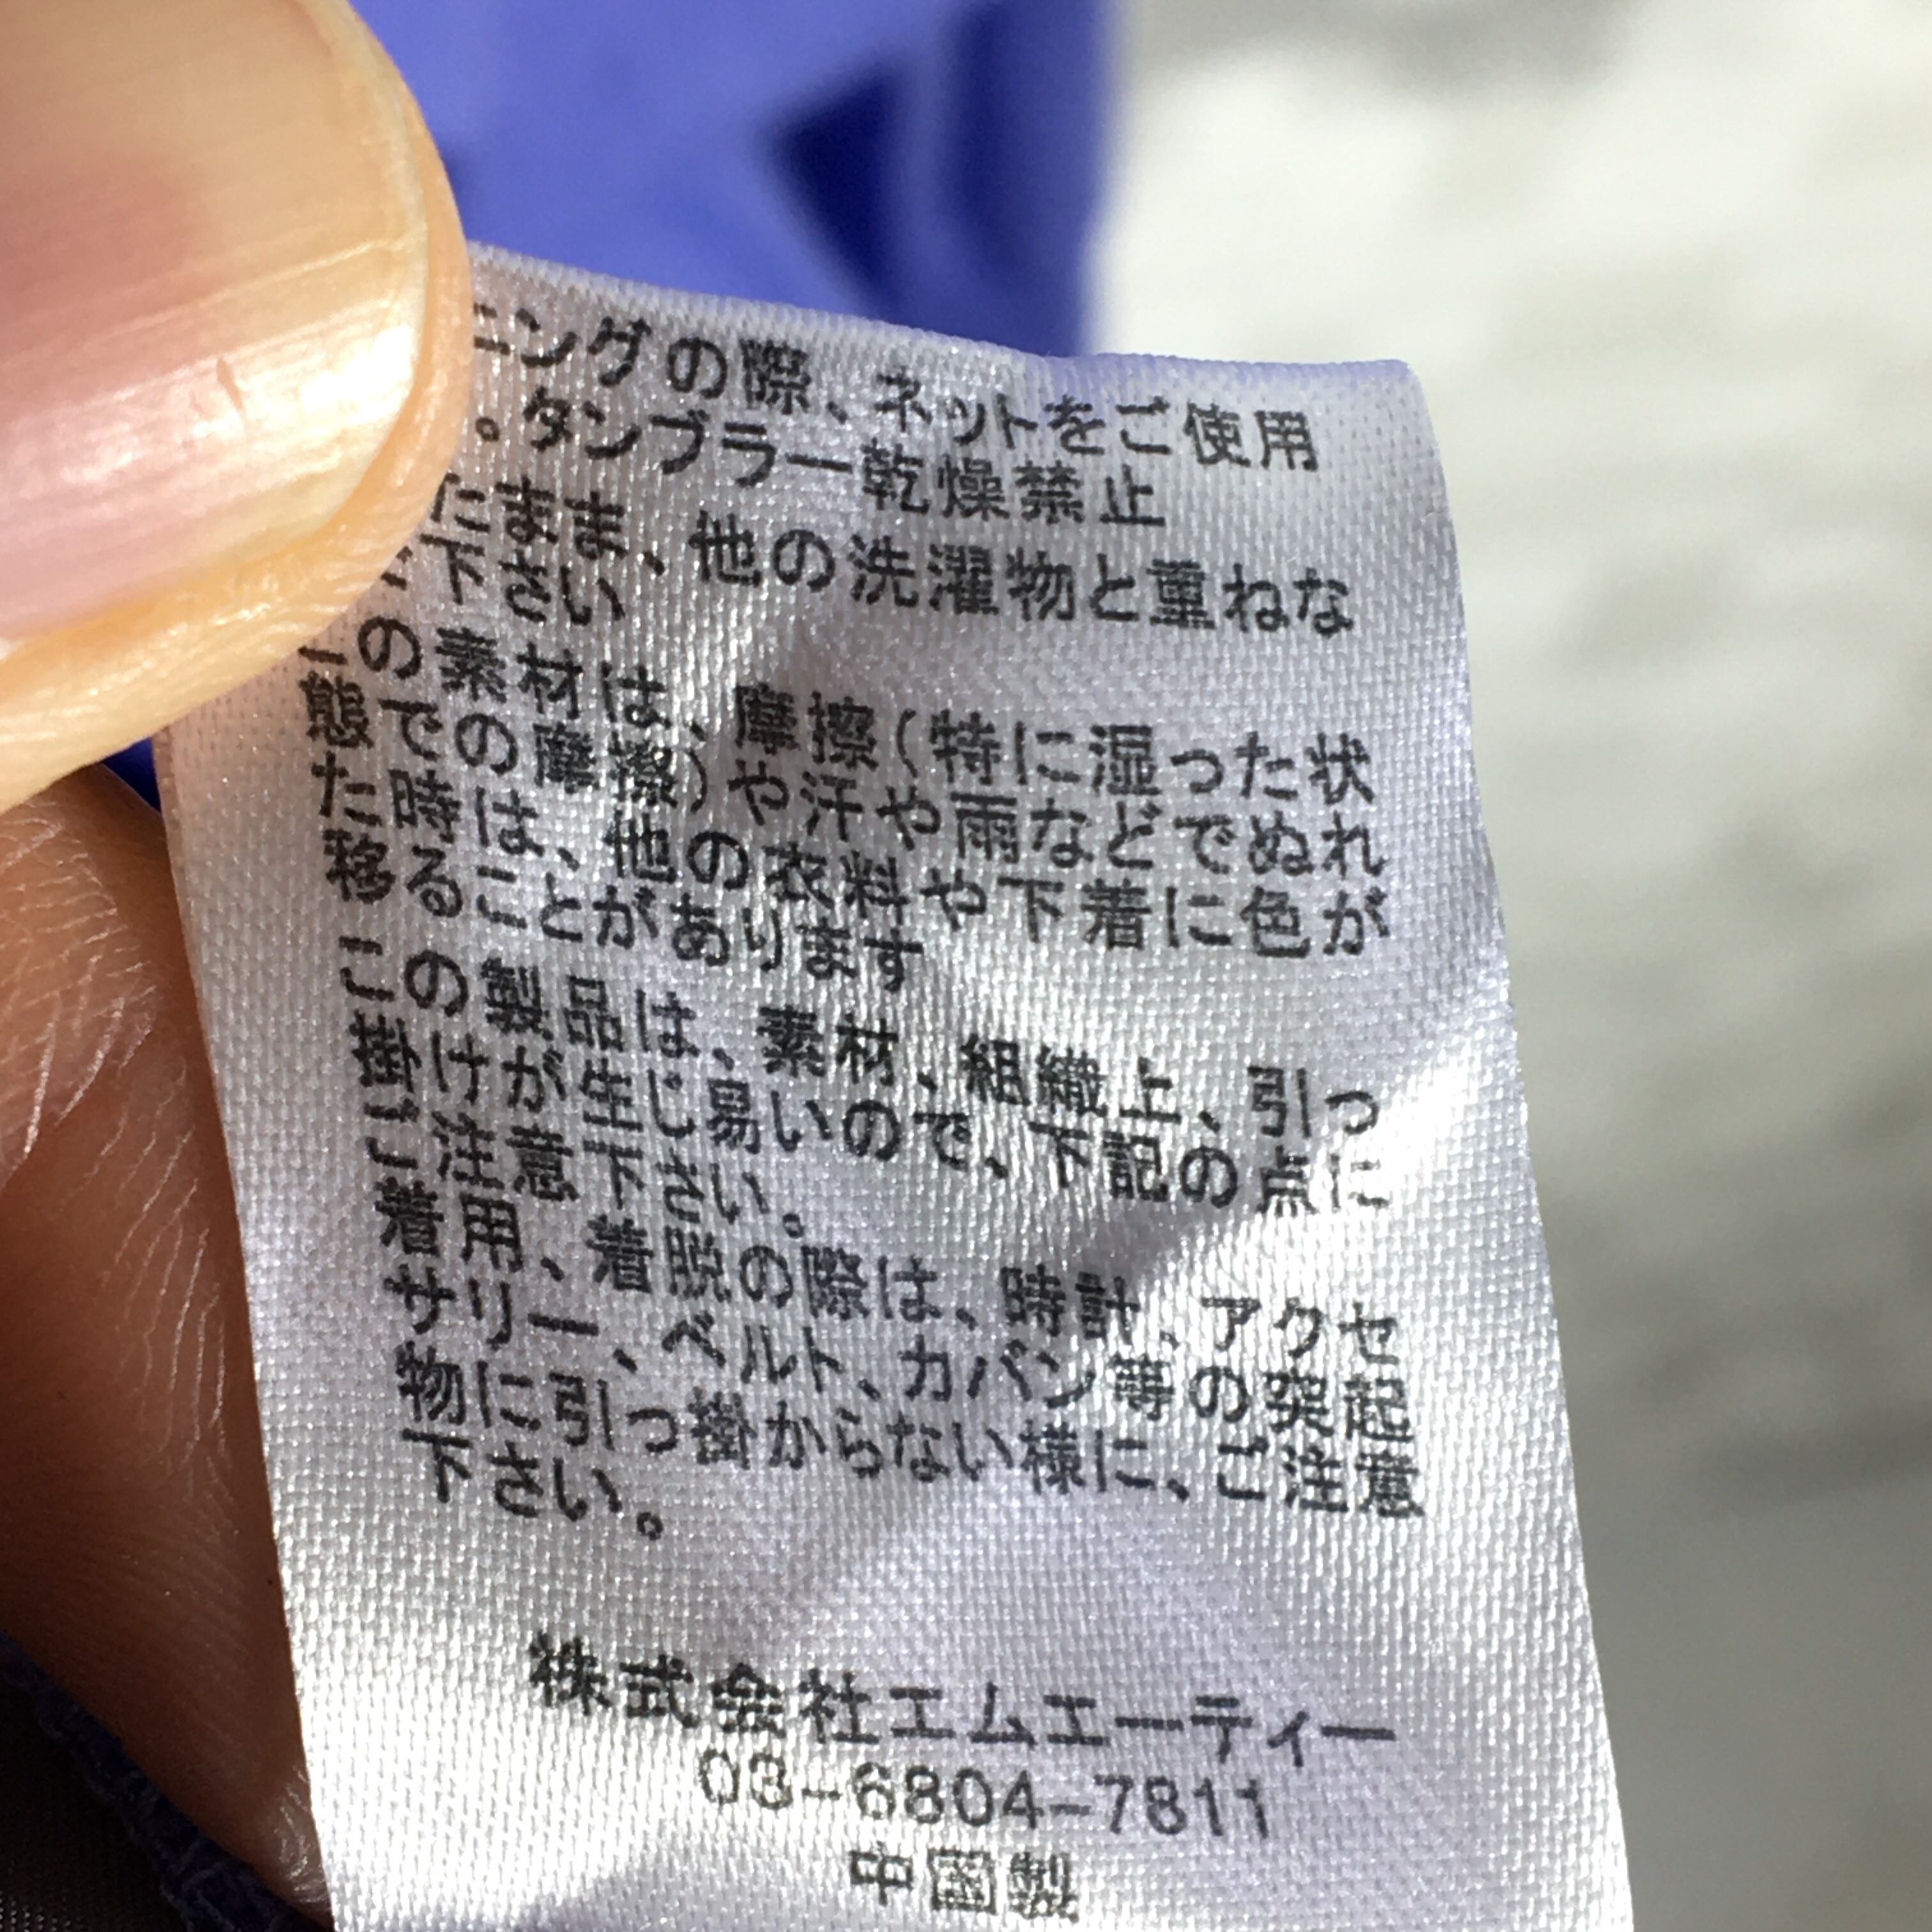 ニングの際、ネットをご使用
。タンブラー乾燥禁止
たまま、他の洗濯物と重ねな
で下さい
この素材は、摩擦(特に湿った状
態での摩擦)や汗や雨などでぬれ
た時は、他の衣料や下着に色が
移ることがあります
この製品は、素材、組織上、引っ
掛けが生じ易いので、下記の点に
ご注意下さい。
着用、着脱の際は、時計、アクセ
サリー、ベルト、カバン等の突起
物に引っ掛からない様に、ご注意
下さい。
株式会社エムエーティー
03-6804-7811
中国製